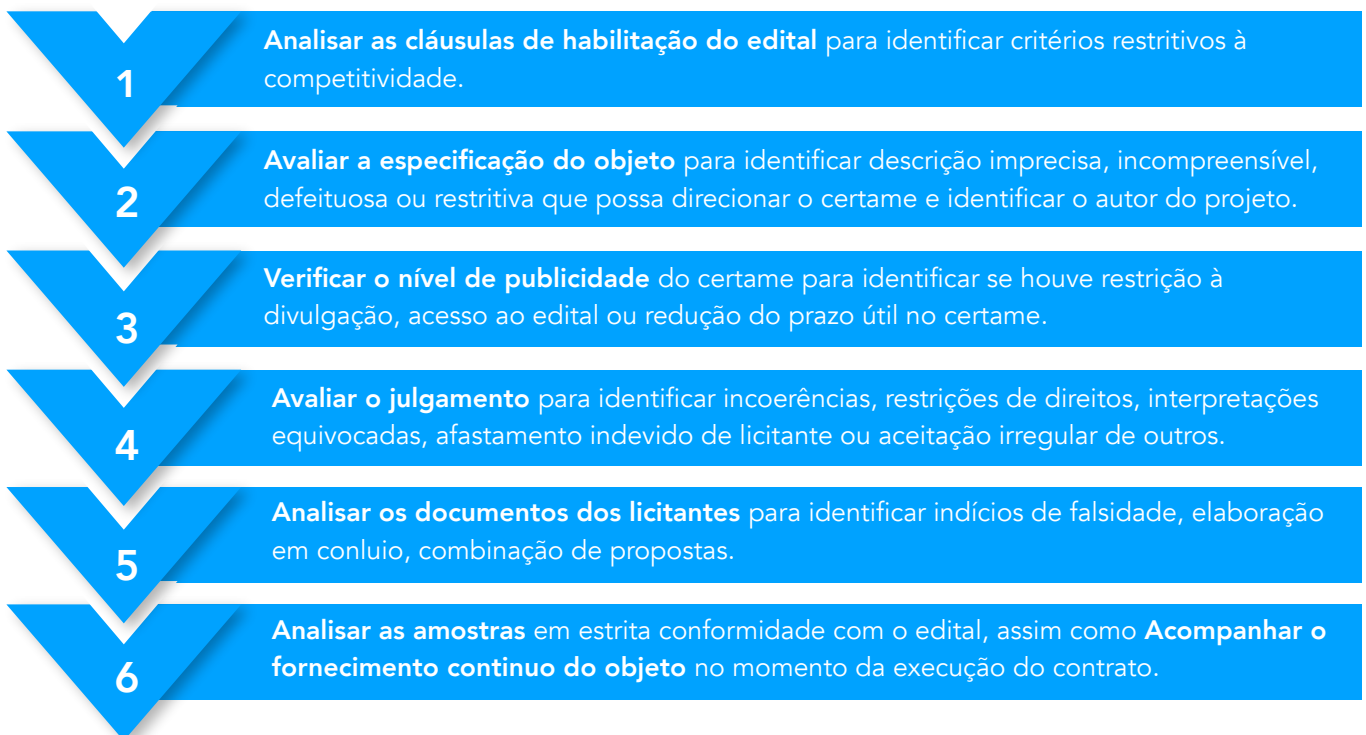 1
Analisar as cláusulas de habilitação do edital para identificar critérios restritivos à
competitividade.
2
Avaliar a especificação do objeto para identificar descrição imprecisa, incompreensível,
defeituosa ou restritiva que possa direcionar o certame e identificar o autor do projeto.
3
Verificar o nível de publicidade do certame para identificar se houve restrição à
divulgação, acesso ao edital ou redução do prazo útil no certame.
4
Avaliar o julgamento para identificar incoerências, restrições de direitos, interpretações
equivocadas, afastamento indevido de licitante ou aceitação irregular de outros.
5
Analisar os documentos dos licitantes para identificar indícios de falsidade, elaboração
em conluio, combinação de propostas.
6
Analisar as amostras em estrita conformidade com o edital, assim como Acompanhar o
fornecimento continuo do objeto no momento da execução do contrato.